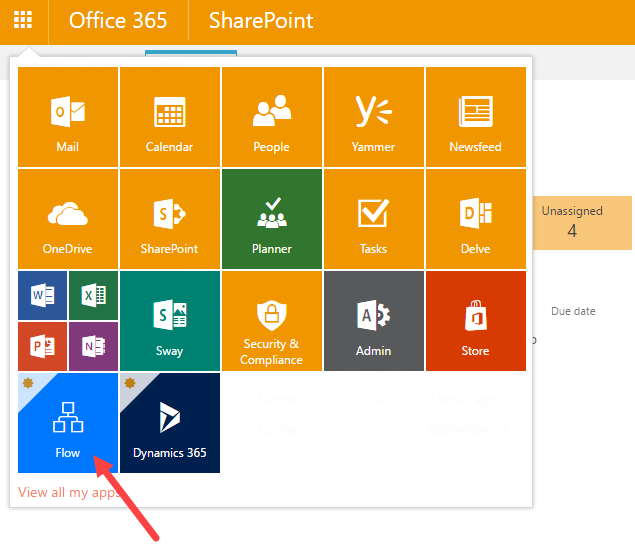 Office 365
SharePoint
Mail
Calendar
People
Yammer
Newsfeed
Unassigned
4
OneDrive
SharePoint
Planner
Tasks
Delve
Due date
Sway
Security &
Compliance
Admin
Store
Flow
Dynamics 365
View all my apps